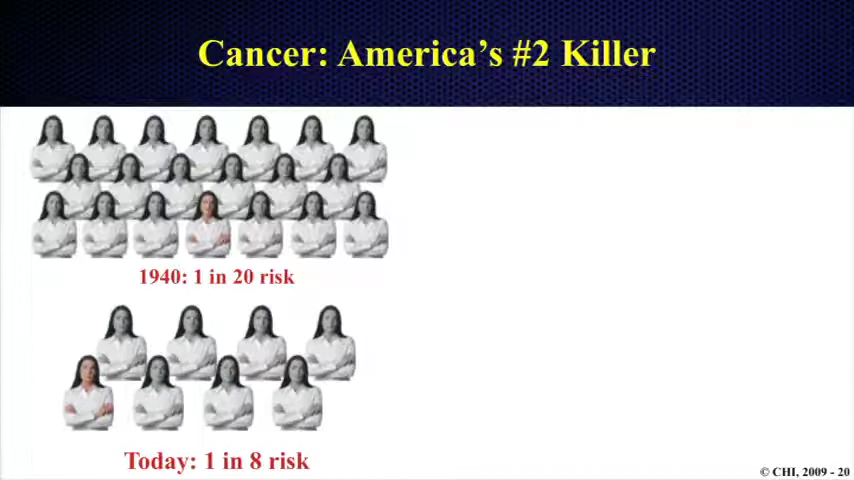 Cancer: America's #2 Killer
1940: 1 in 20 risk
Today: 1 in 8 risk
© CHI, 2009 - 20